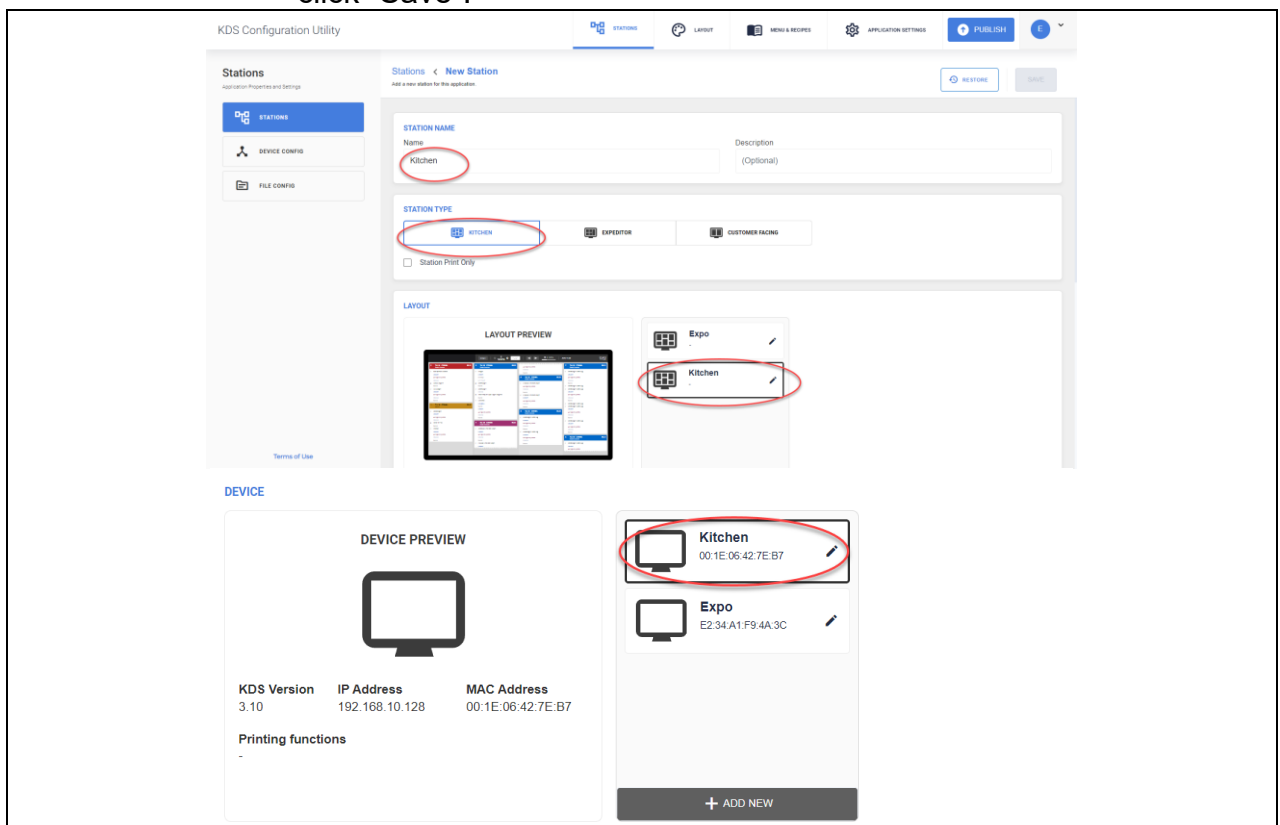 click "Save".
KDS Configuration Utility
STATIONS
LAYOUT
MENU & RECIPES
APPLICATION SETTINGS
PUBLISH
E
Stations
Application Properties and Settings
STATIONS
DEVICE CONFIG
FILE CONFIG
Terms of Use
Stations < New Station
Add a new station for this application
RESTORE
SAVE
STATION NAME
Name
Description
Kitchen
(Optional)
STATION TYPE
KITCHEN
EXPEDITOR
CUSTOMER FACING
Station Print Only
LAYOUT
LAYOUT PREVIEW
Expo
-
Kitchen
-
DEVICE
DEVICE PREVIEW
KDS Version IP Address MAC Address
3.10 192.168.10.128 00:1E:06:42:7E:B7
Printing functions
-
Kitchen
00:1E:06:42:7E:B7
Expo
E2:34:A1:F9:4A:3C
+ ADD NEW